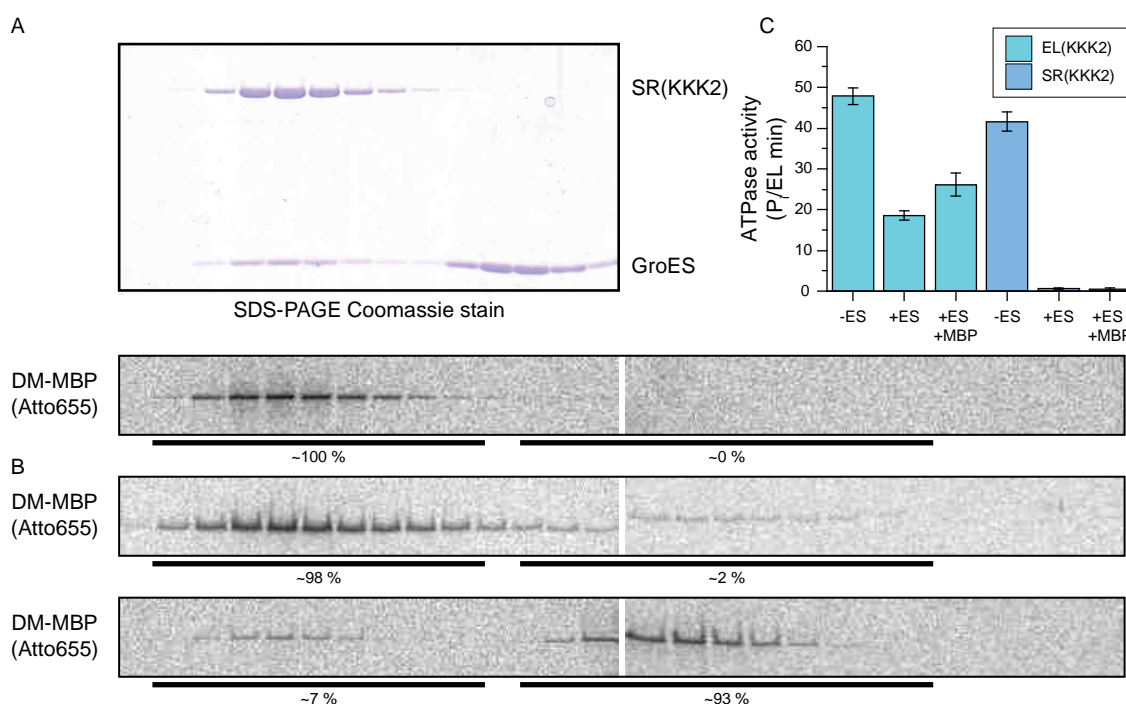 A
SR(KKK2)
GroES
SDS-PAGE Coomassie stain
C
EL(KKK2)
SR(KKK2)
60
50
40
30
20
10
0
ATPase activity
(Pi/EL min)
-ES
+ES
+ES
+MBP
-ES
+ES
+ES
+MBP
DM-MBP
(Atto655)
~100 %
~0 %
B
DM-MBP
(Atto655)
~98 %
~2 %
DM-MBP
(Atto655)
~7 %
~93 %